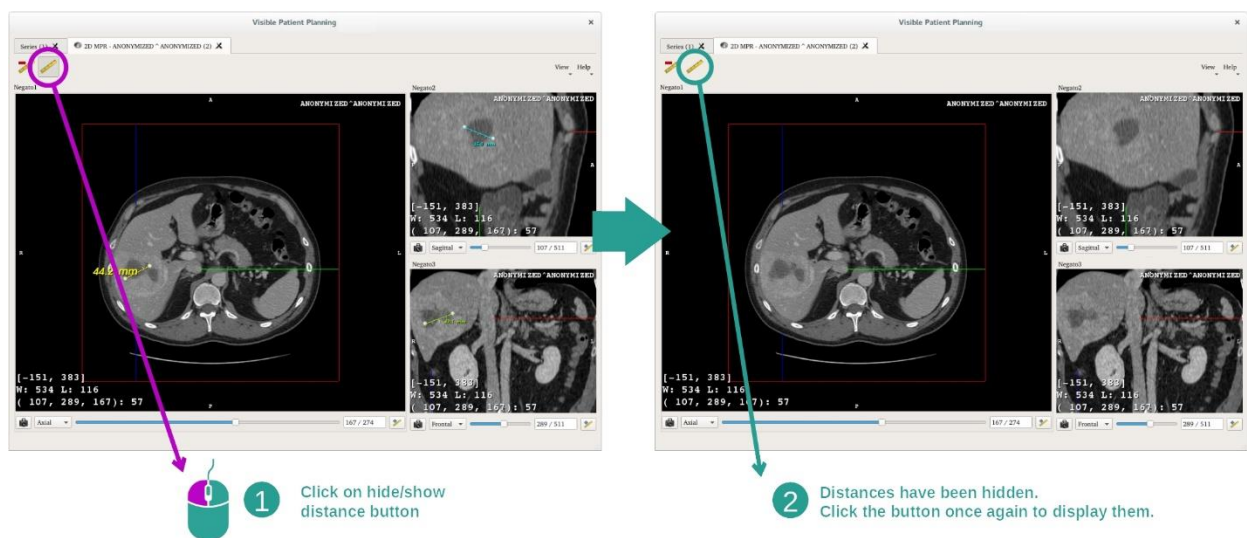 Visible Patient Planning
Series (1)
2D MPR - ANONYMIZED ^ ANONYMIZED (2)
View Help
Negato1
A
ANONYMIZED^ANONYMIZED
R
L
44.2 mm
[-151, 383]
W: 534 L: 116
( 107, 289, 167): 57
P
Axial
167 / 274
Negato2
ANONYMIZED^ANONYMIZED
A
[-151, 383]
W: 534 L: 116
( 107, 289, 167): 57
Sagittal
107 / 511
Negato3
ANONYMIZED^ANONYMIZED
R
L
[-151, 383]
W: 534 L: 116
( 107, 289, 167): 57
Frontal
289 / 511
Visible Patient Planning
Series (1)
2D MPR - ANONYMIZED ^ ANONYMIZED (2)
View Help
Negato1
A
ANONYMIZED^ANONYMIZED
R
L
[-151, 383]
W: 534 L: 116
( 107, 289, 167): 57
P
Axial
167 / 274
Negato2
ANONYMIZED^ANONYMIZED
A
[-151, 383]
W: 534 L: 116
( 107, 289, 167): 57
Sagittal
107 / 511
Negato3
ANONYMIZED^ANONYMIZED
R
L
[-151, 383]
W: 534 L: 116
( 107, 289, 167): 57
Frontal
289 / 511
1
Click on hide/show
distance button
2
Distances have been hidden.
Click the button once again to display them.